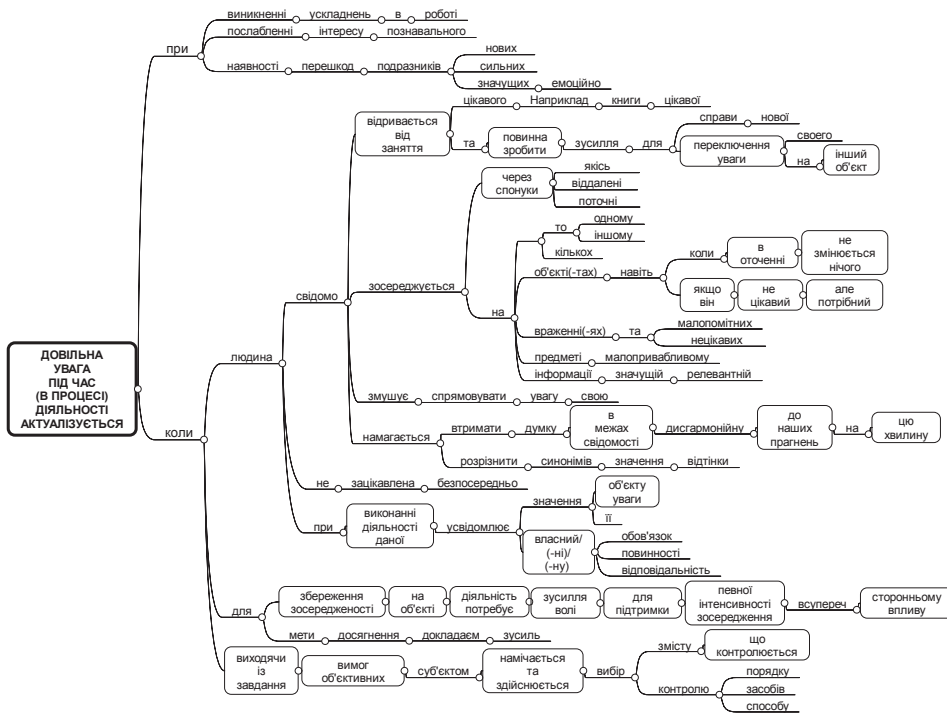 виникненні ускладнень в роботі
послабленні інтересу познавального
при
наявності перешкод подразників
нових
сильних
значущих емоційно
відривається
від
заняття
цікавого Наприклад книги цікавої
та
повинна
зробити
зусилля для
справи нової
переключення
уваги
своего
на
інший
об'єкт
через
спонуки
якісь
віддалені
поточні
свідомо
зосереджується
на
то
одному
іншому
кількох
об'єкті(-тах) навіть
коли
в
оточенні
не
змінюється
нічого
якщо
він
не
цікавий
але
потрібний
враженні(-ях) та
малопомітних
нецікавих
предметі малопривабливому
інформації значущій релевантній
ДОВІЛЬНА
УВАГА
ПІД ЧАС
(В ПРОЦЕСІ)
ДІЯЛЬНОСТІ
АКТУАЛІЗУЄТЬСЯ
людина
змушує спрямовувати увагу свою
коли
намагається
втримати думку
в
межах
свідомості
дисгармонійну
до
наших
прагнень
на
цю
хвилину
розрізнити синонімів значення відтінки
не зацікавлена безпосередньо
при
виконанні
діяльності
даної
усвідомлює
значення
об'єкту
уваги
її
власний/
(-ні)/
(-ну)
обов'язок
повинності
відповідальність
для
збереження
зосередженості
на
об'єкті
діяльність
потребує
зусилля
волі
для
підтримки
певної
інтенсивності
зосередження
всупереч
сторонньому
впливу
мети досягнення докладаєм зусиль
виходячи
із
завдання
вимог
об'єктивних
суб'єктом
намічається
та
здійснюється
вибір
змісту
що
контролюється
контролю
порядку
засобів
способу